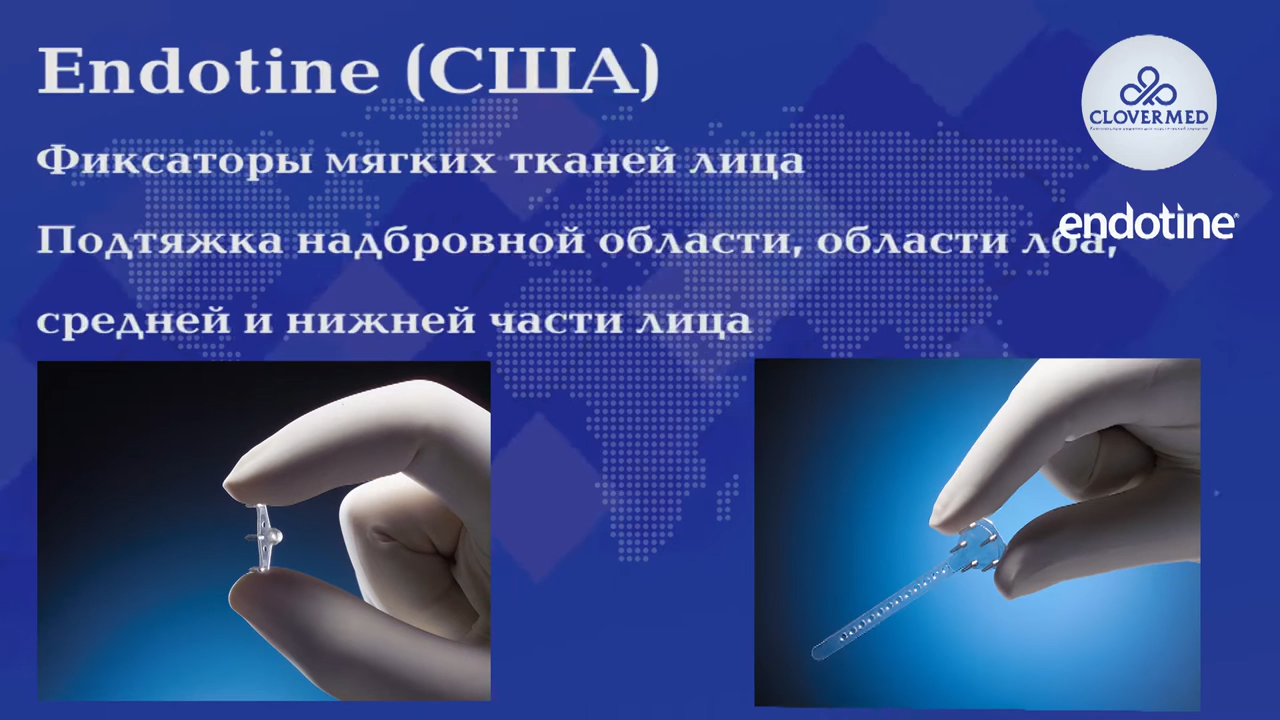 Endotine (США)
CLOVERMED
Фиксаторы мягких тканей лица
endotine
Подтяжка надбровной области, области лба,
средней и нижней части лица